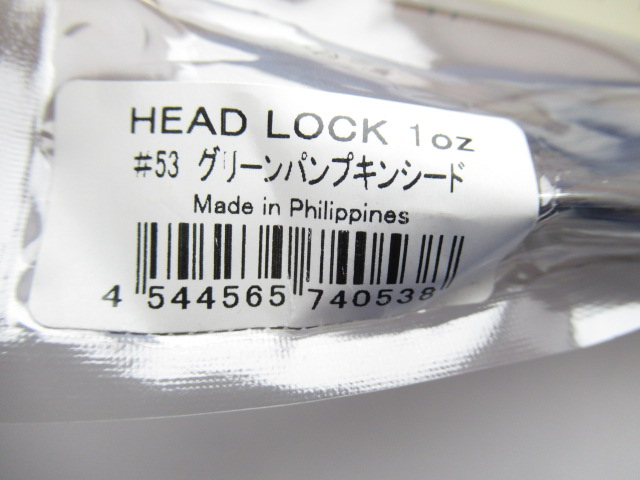 HEAD LOCK 1oz
#53 グリーンパンプキンシード
Made in Philippines
4 544565 740538